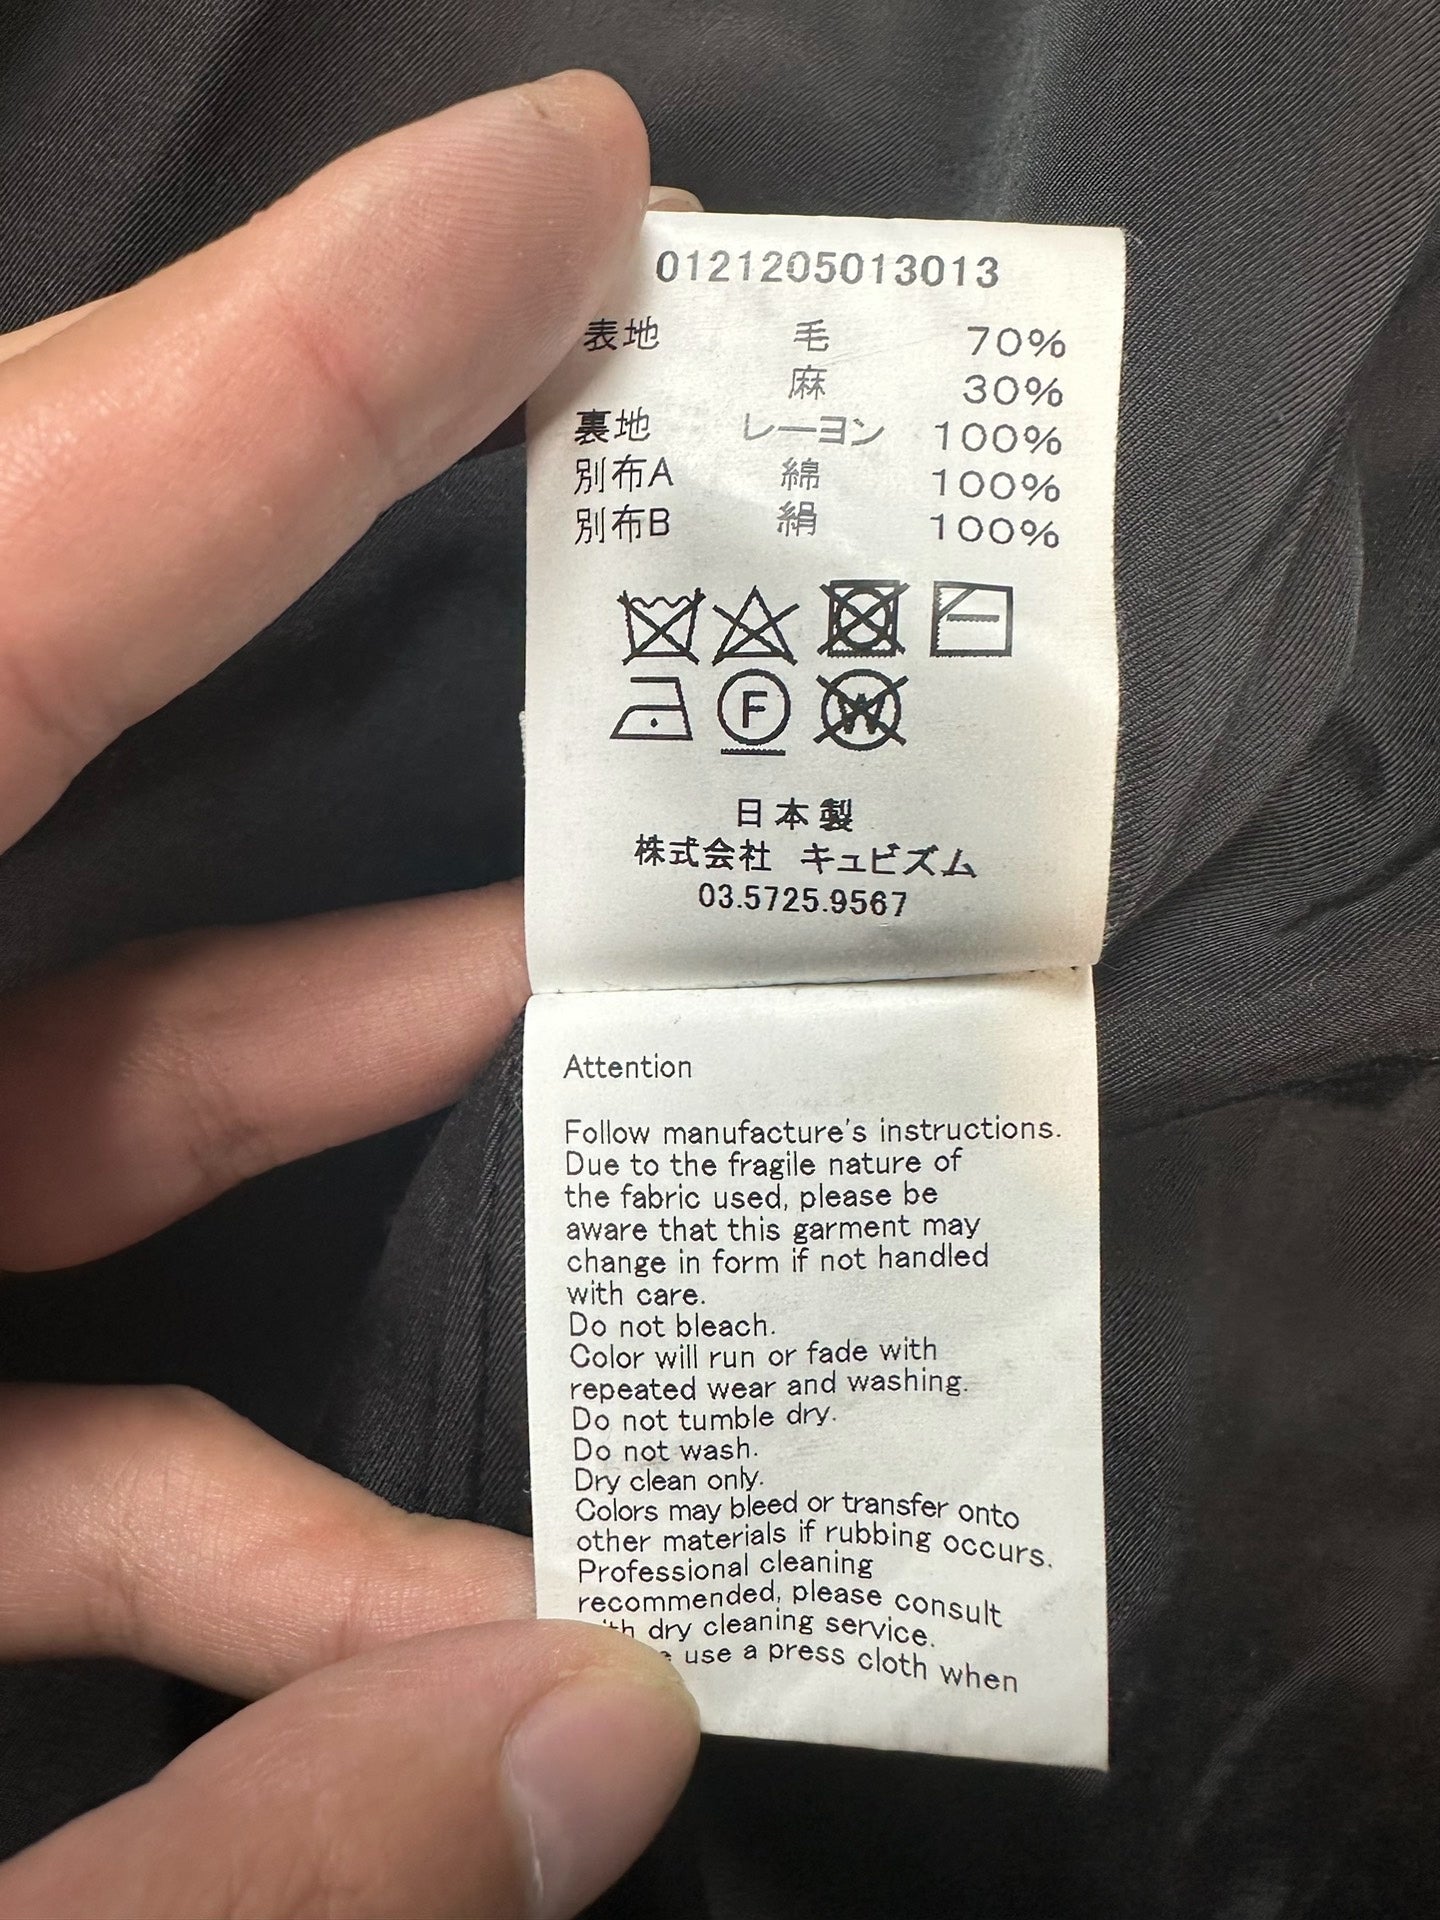 0121205013013
表地 毛 70%
麻 30%
裏地 レーヨン 100%
別布A 綿 100%
別布B 絹 100%
F W
日本製
株式会社 キュビズム
03.5725.9567
Attention
Follow manufacture's instructions.
Due to the fragile nature of
the fabric used, please be
aware that this garment may
change in form if not handled
with care.
Do not bleach.
Color will run or fade with
repeated wear and washing.
Do not tumble dry.
Do not wash.
Dry clean only.
Colors may bleed or transfer onto
other materials if rubbing occurs.
Professional cleaning
recommended, please consult
dry cleaning service.
use a press cloth when